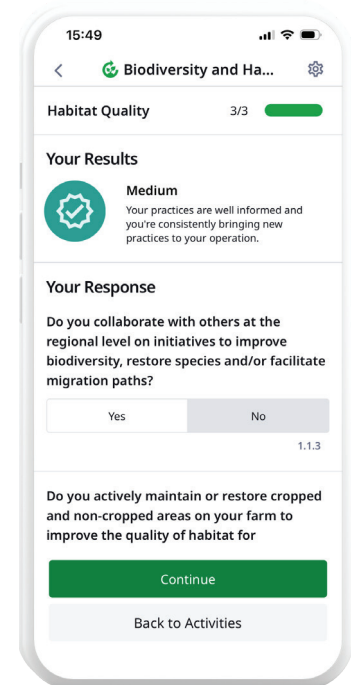 15:49
Biodiversity and Ha...
Habitat Quality 3/3
Your Results
Medium
Your practices are well informed and
you're consistently bringing new
practices to your operation.
Your Response
Do you collaborate with others at the
regional level on initiatives to improve
biodiversity, restore species and/or facilitate
migration paths?
Yes No
1.1.3
Do you actively maintain or restore cropped
and non-cropped areas on your farm to
improve the quality of habitat for
Continue
Back to Activities